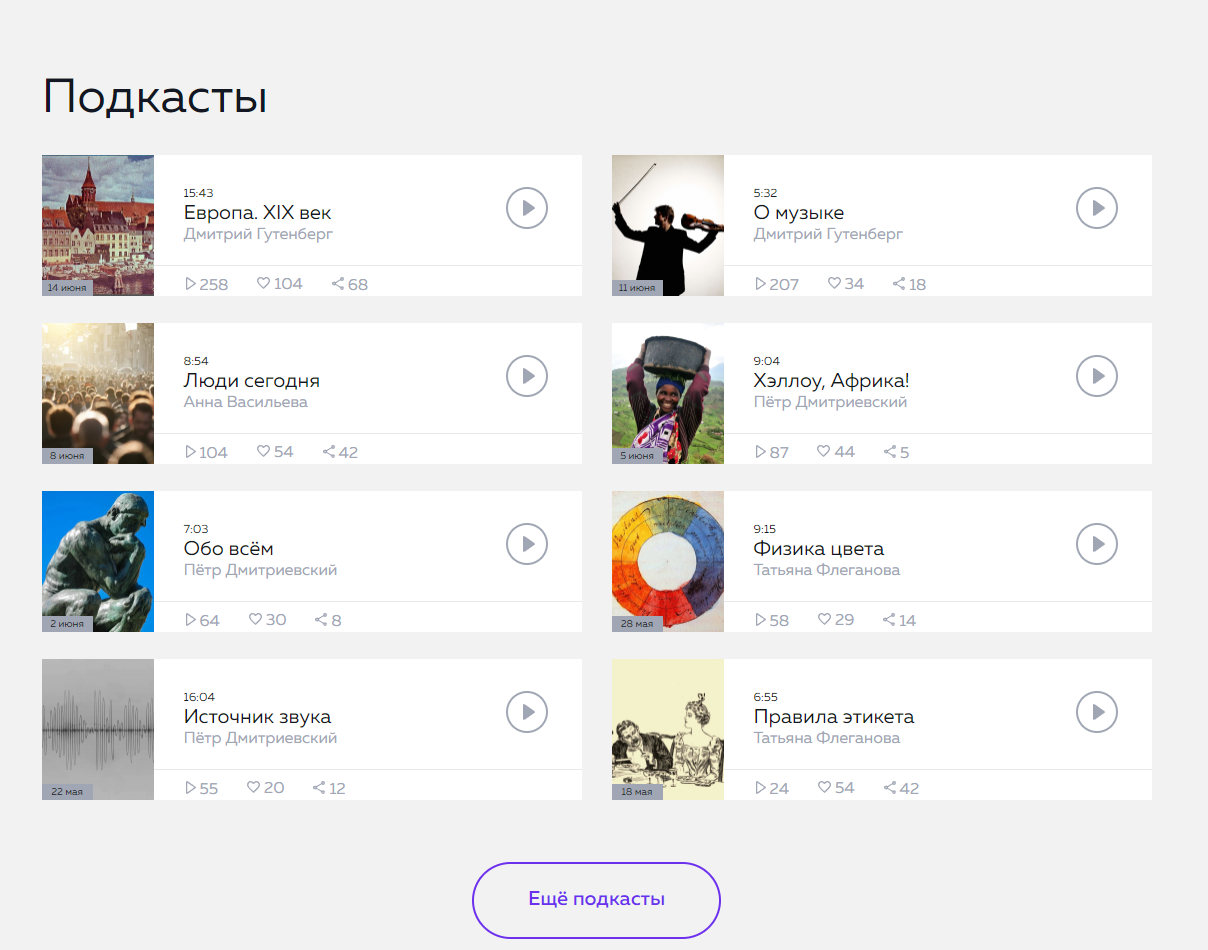 Подкасты
15:43
Европа. XIX век
Дмитрий Гутенберг
14 июня
258 104 68
5:32
О музыке
Дмитрий Гутенберг
11 июня
207 34 18
8:54
Люди сегодня
Анна Васильева
8 июня
104 54 42
9:04
Хэллоу, Африка!
Пётр Дмитриевский
5 июня
87 44 5
7:03
Обо всём
Пётр Дмитриевский
2 июня
64 30 8
9:15
Физика цвета
Татьяна Флеганова
28 мая
58 29 14
16:04
Источник звука
Пётр Дмитриевский
22 мая
55 20 12
6:55
Правила этикета
Татьяна Флеганова
18 мая
24 54 42
Ещё подкасты